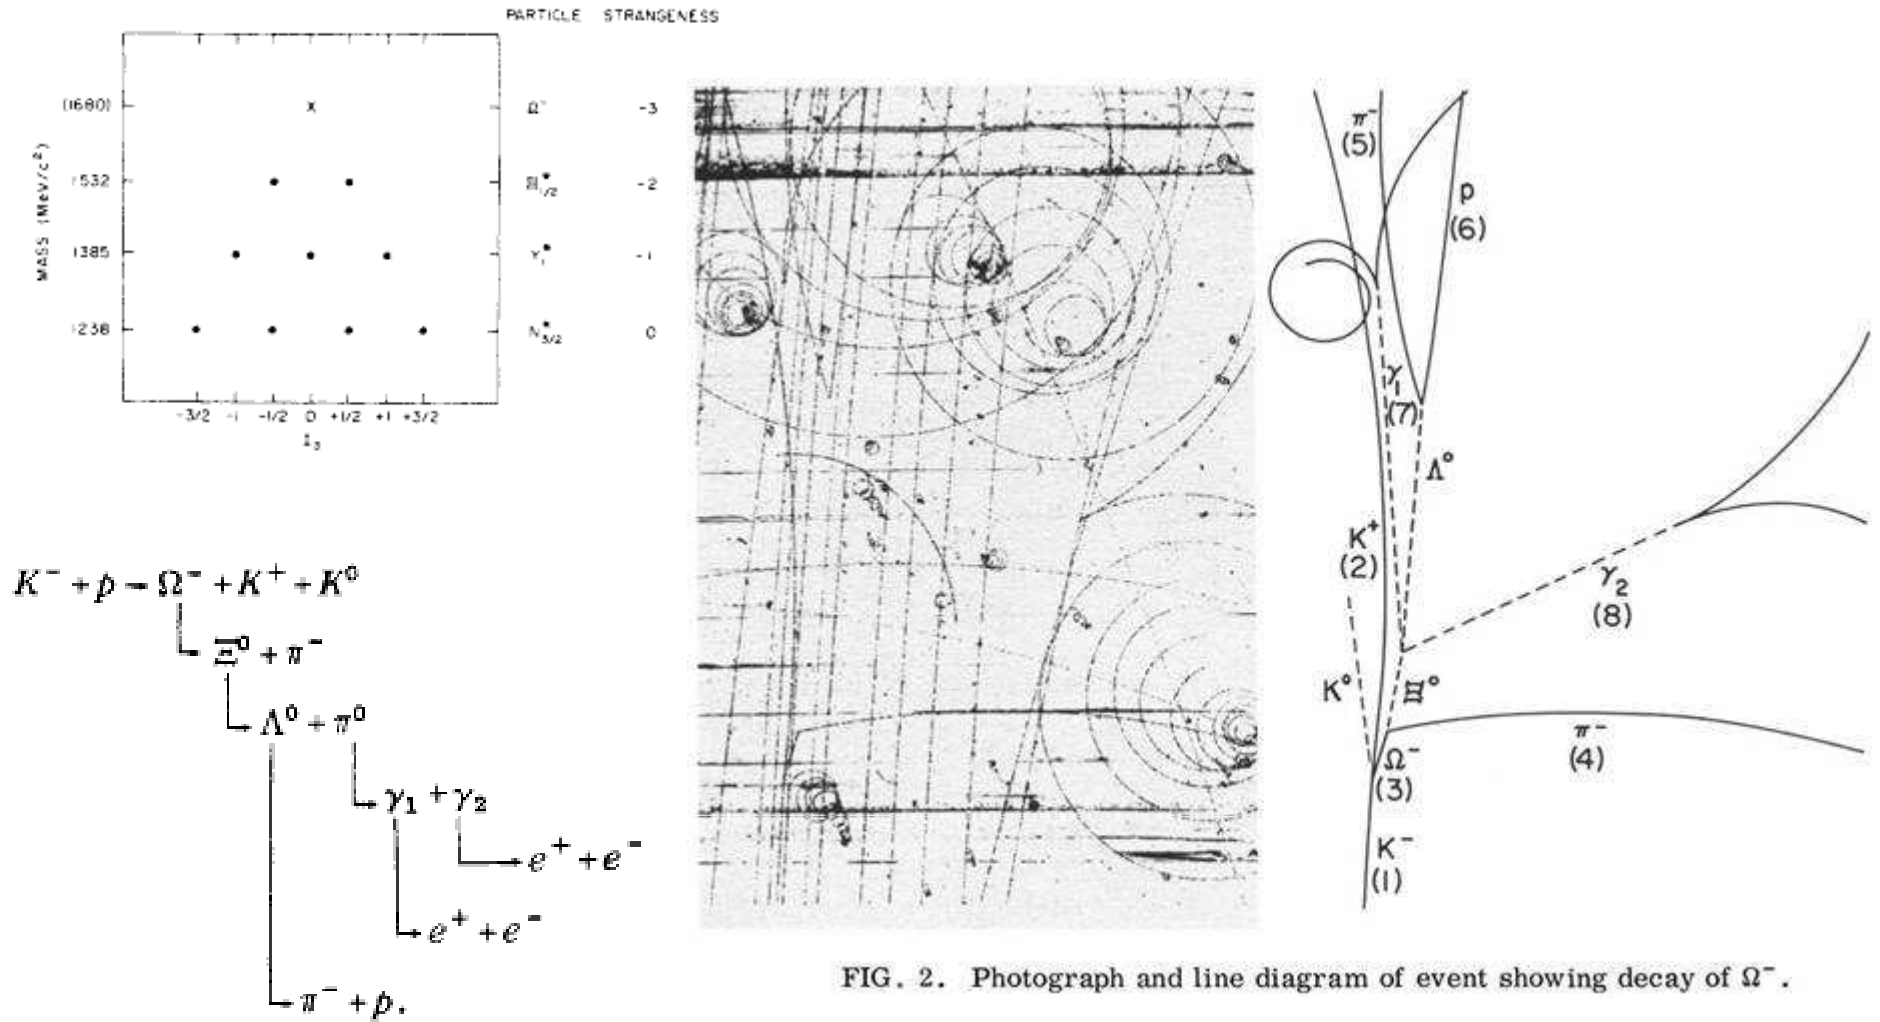 PARTICLE STRANGENESS
(1680)
Ω⁻
-3
1532
Ξ*1/2
-2
1385
Y*1
-1
1238
N*3/2
0
MASS (MeV/c²)
-3/2 -1 -1/2 0 +1/2 +1 +3/2
I₃
K⁻ + p → Ω⁻ + K⁺ + K⁰
Ξ⁰ + π⁻
Λ⁰ + π⁰
γ₁ + γ₂
e⁺ + e⁻
e⁺ + e⁻
π⁻ + p.
π⁻
(5)
p
(6)
γ₁
(7)
Λ⁰
K⁺
(2)
γ₂
(8)
K⁰
Ξ⁰
π⁻
(4)
Ω⁻
(3)
K⁻
(1)
FIG. 2. Photograph and line diagram of event showing decay of Ω⁻.